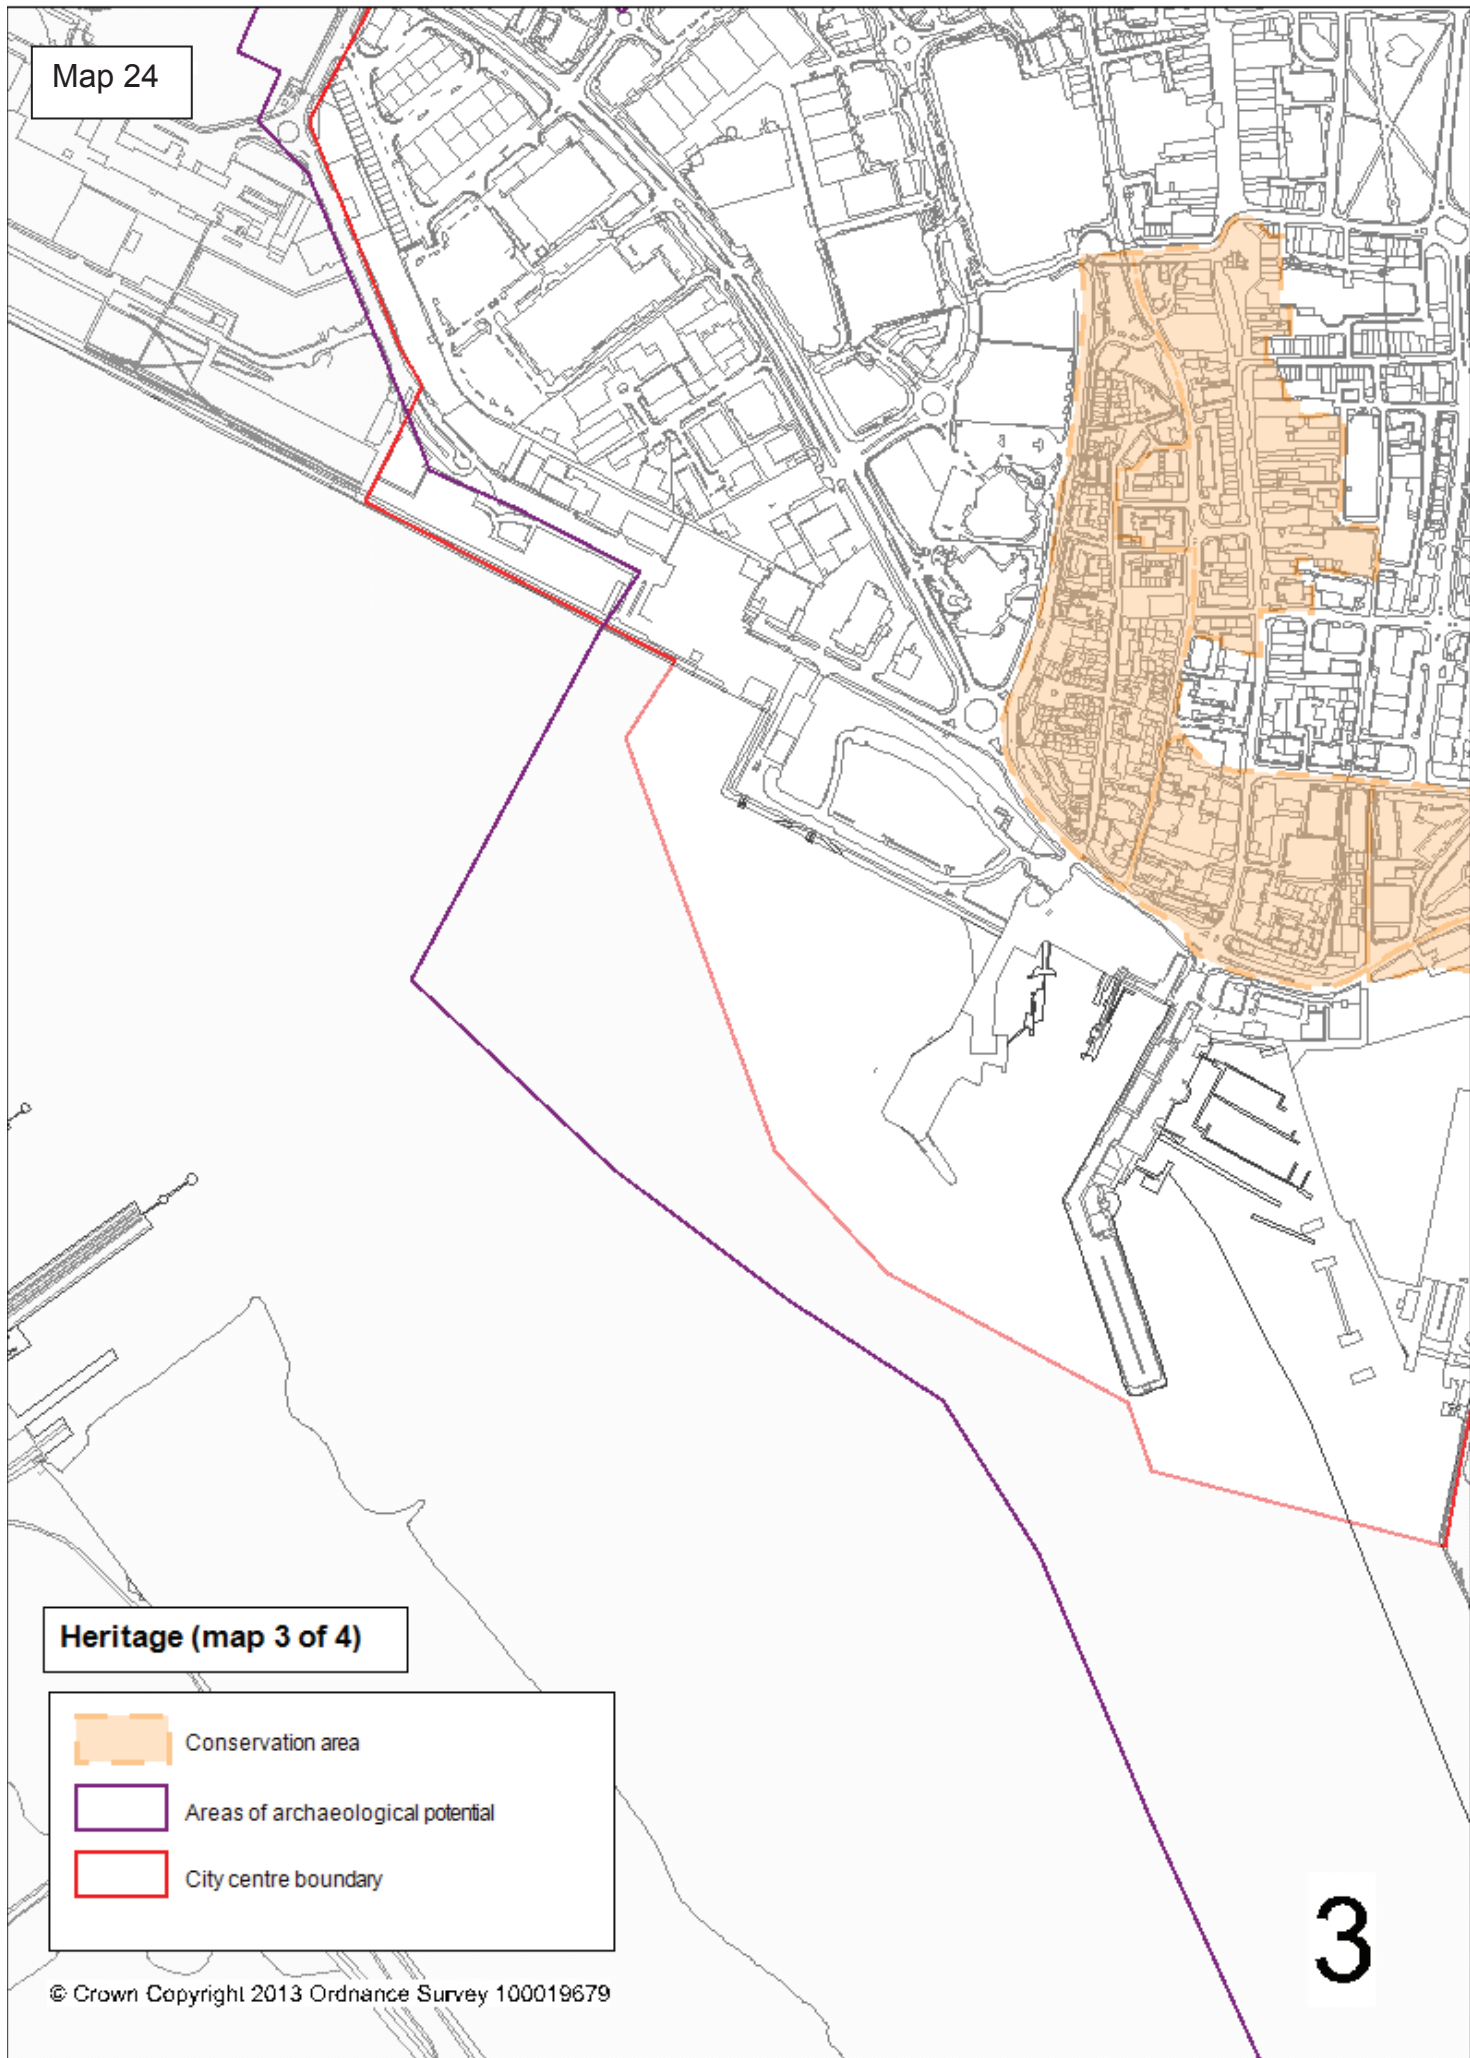 Map 24
Heritage (map 3 of 4)
Conservation area
Areas of archaeological potential
City centre boundary
3
© Crown Copyright 2013 Ordnance Survey 100019679